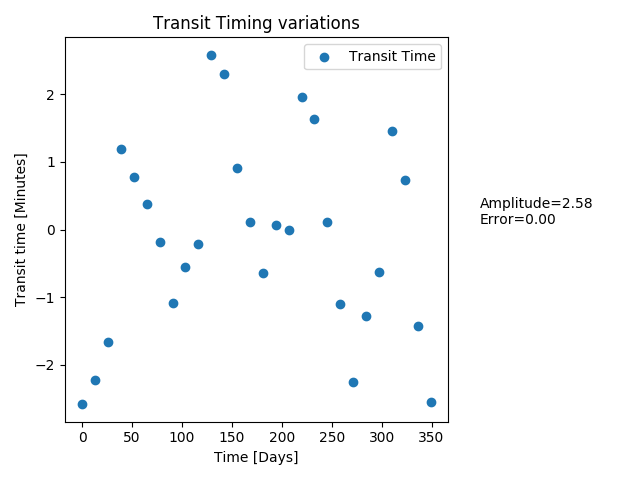 Transit Timing variations
Transit Time
2
1
0
−1
−2
Transit time [Minutes]
Amplitude=2.58
Error=0.00
0 50 100 150 200 250 300 350
Time [Days]